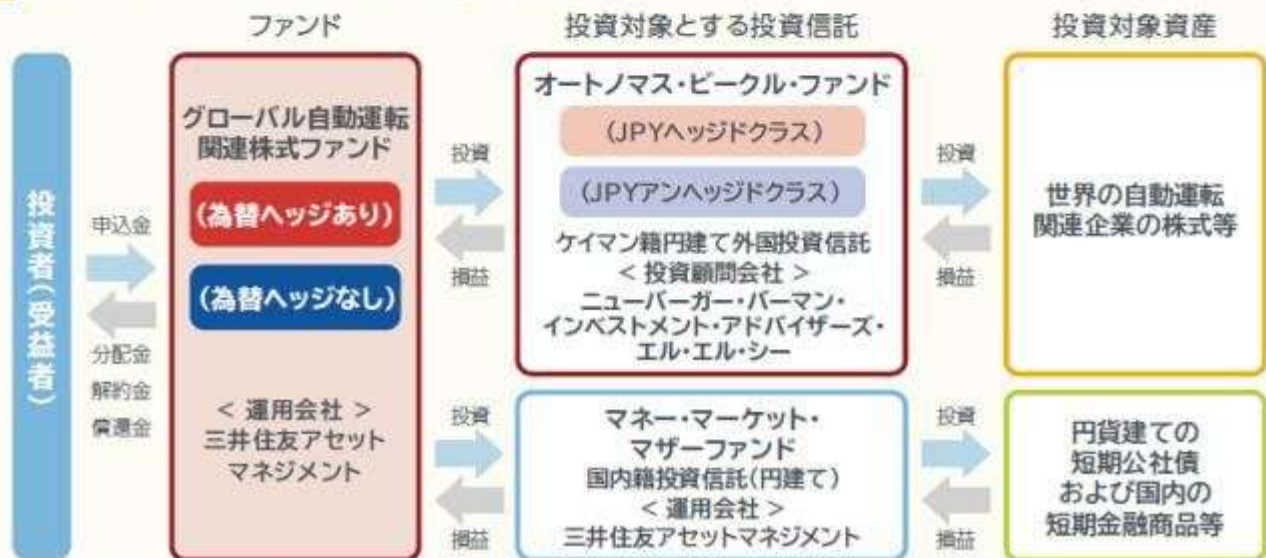 ファンド
投資対象とする投資信託
投資対象資産
投資者(受益者)
申込金
分配金
解約金
償還金
グローバル自動運転
関連株式ファンド
(為替ヘッジあり)
(為替ヘッジなし)
< 運用会社 >
三井住友アセット
マネジメント
投資
損益
オートノマス・ビークル・ファンド
(JPYヘッジドクラス)
(JPYアンヘッジドクラス)
ケイマン籍円建て外国投資信託
< 投資顧問会社 >
ニューバーガー・バーマン・
インベストメント・アドバイザーズ・
エル・エル・シー
投資
損益
世界の自動運転
関連企業の株式等
投資
損益
マネー・マーケット・
マザーファンド
国内籍投資信託(円建て)
< 運用会社 >
三井住友アセットマネジメント
投資
損益
円貨建ての
短期公社債
および国内の
短期金融商品等